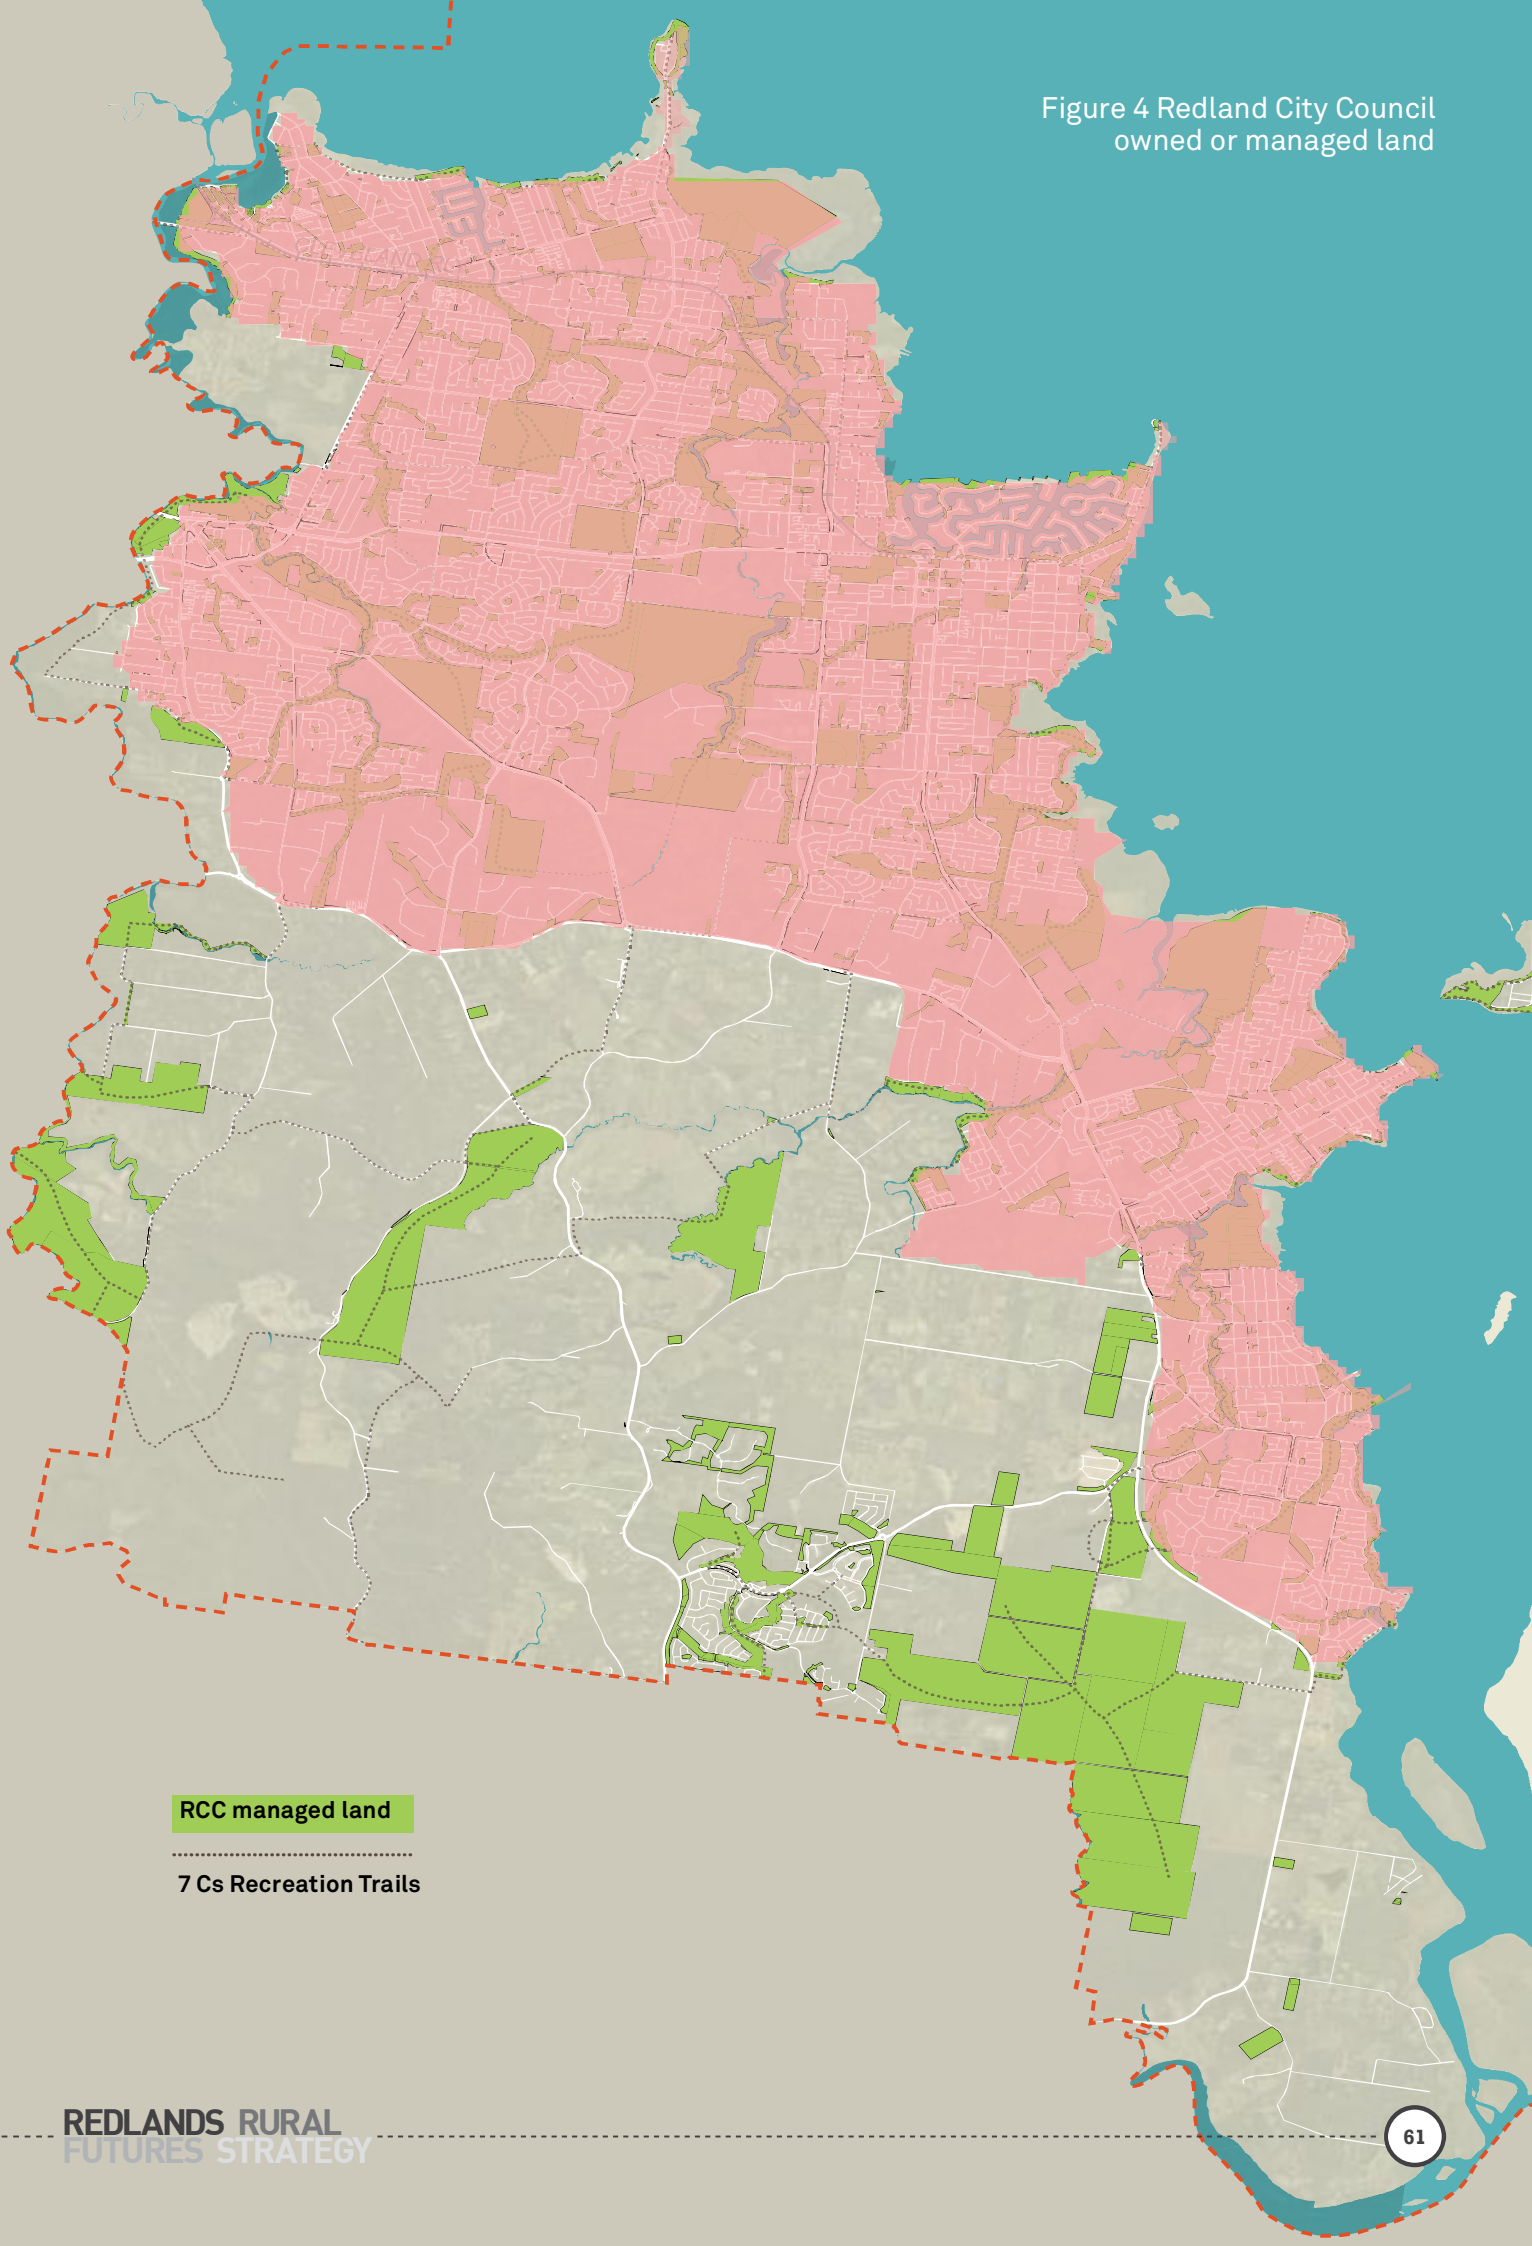 Figure 4 Redland City Council
owned or managed land
RCC managed land
7 Cs Recreation Trails
REDLANDS RURAL
FUTURES STRATEGY
61